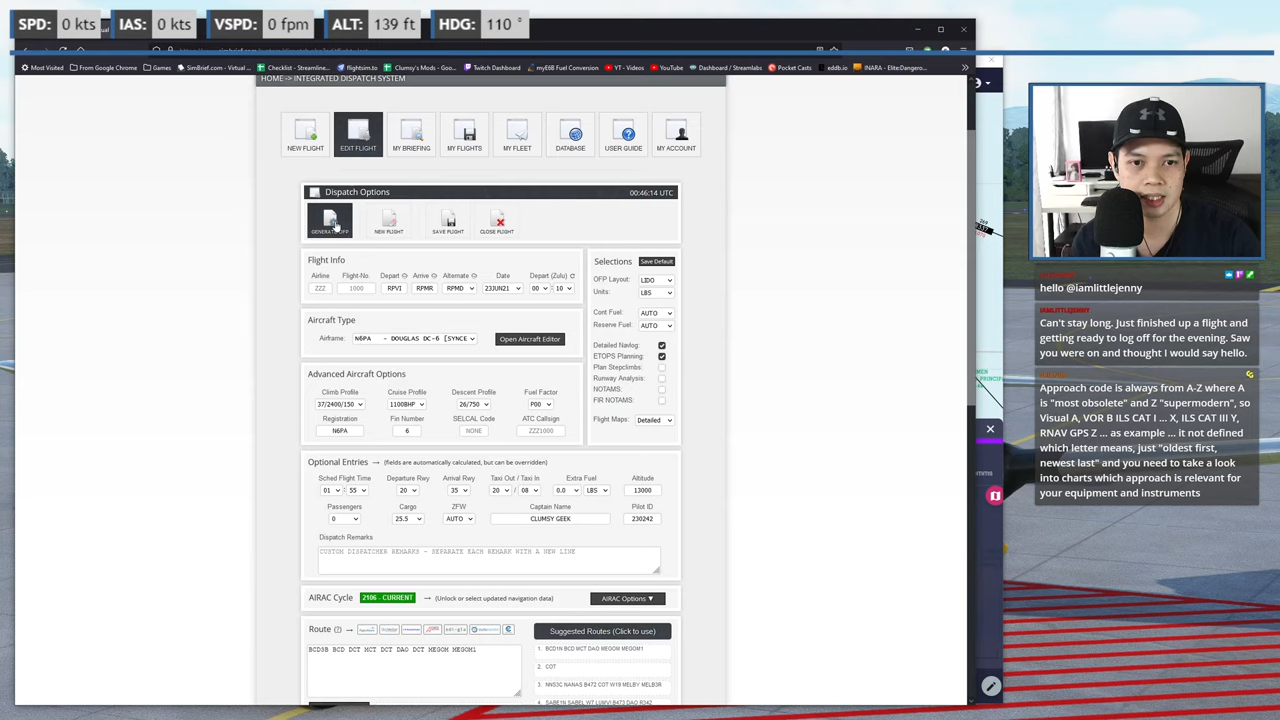 SPD: 0 kts IAS: 0 kts VSPD: 0 fpm ALT: 139 ft HDG: 110 °
Most Visited From Google Chrome Games SimBrief.com - Virtual ... Checklist - Streamline... flightsim.to Clumsy's Mods - Goo... Twitch Dashboard myE6B Fuel Conversion YT - Videos YouTube Dashboard / Streamlabs Pocket Casts eddb.io INARA - Elite:Dangero...
HOME -> INTEGRATED DISPATCH SYSTEM
NEW FLIGHT EDIT FLIGHT MY BRIEFING MY FLIGHTS MY FLEET DATABASE USER GUIDE MY ACCOUNT
Dispatch Options 00:46:14 UTC
GENERATE OFP NEW FLIGHT SAVE FLIGHT CLOSE FLIGHT
Flight Info
Airline Flight-No. Depart Arrive Alternate Date Depart (Zulu)
ZZZ 1000 RPVI RPMR RPMD 23JUN21 00 : 10
Aircraft Type
Airframe: N6PA - DOUGLAS DC-6 [SYNCE Open Aircraft Editor
Advanced Aircraft Options
Climb Profile Cruise Profile Descent Profile Fuel Factor
37/2400/150 1100BHP 26/750 P00
Registration Fin Number SELCAL Code ATC Callsign
N6PA 6 NONE ZZZ1000
Selections Save Default
OFP Layout: LIDO
Units: LBS
Cont Fuel: AUTO
Reserve Fuel: AUTO
Detailed Navlog:
ETOPS Planning:
Plan Stepclimbs:
Runway Analysis:
NOTAMS:
FIR NOTAMS:
Flight Maps: Detailed
Optional Entries → (fields are automatically calculated, but can be overridden)
Sched Flight Time Departure Rwy Arrival Rwy Taxi Out / Taxi In Extra Fuel Altitude
01 : 55 20 35 20 / 08 0.0 LBS 13000
Passengers Cargo ZFW Captain Name Pilot ID
0 25.5 AUTO CLUMSY GEEK 230242
Dispatch Remarks
CUSTOM DISPATCHER REMARKS - SEPARATE EACH REMARK WITH A NEW LINE
AIRAC Cycle 2106 - CURRENT → (Unlock or select updated navigation data) AIRAC Options ▼
Route (?) →
BCD3B BCD DCT MCT DCT DAO DCT MEGOM MEGOM1
Suggested Routes (Click to use)
1. BCD1N BCD MCT DAO MEGOM MEGOM1
2. COT
3. NNS3C NANAS B472 COT W19 MELBY MELB3R
4. SABE1N SABEL W7 LUMVI B473 DAO R342
hello @iamlittlejenny
IAMLITTLEJENNY
Can't stay long. Just finished up a flight and
getting ready to log off for the evening. Saw
you were on and thought I would say hello.
Approach code is always from A-Z where A
is "most obsolete" and Z "supermodern", so
Visual A, VOR B ILS CAT I ... X, ILS CAT III Y,
RNAV GPS Z ... as example ... it not defined
which letter means, just "oldest first,
newest last" and you need to take a look
into charts which approach is relevant for
your equipment and instruments